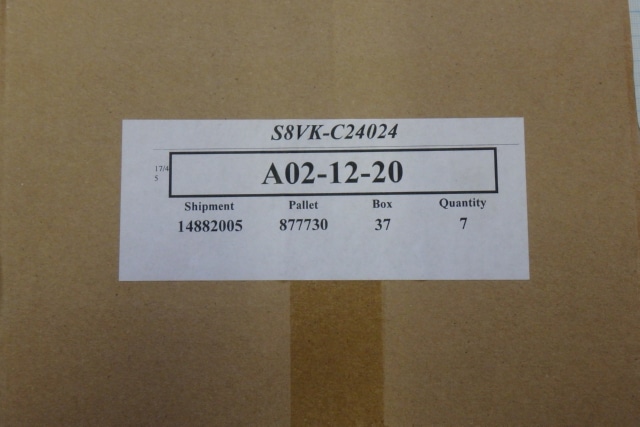 S8VK-C24024
17/4
5
A02-12-20
Shipment Pallet Box Quantity
14882005 877730 37 7